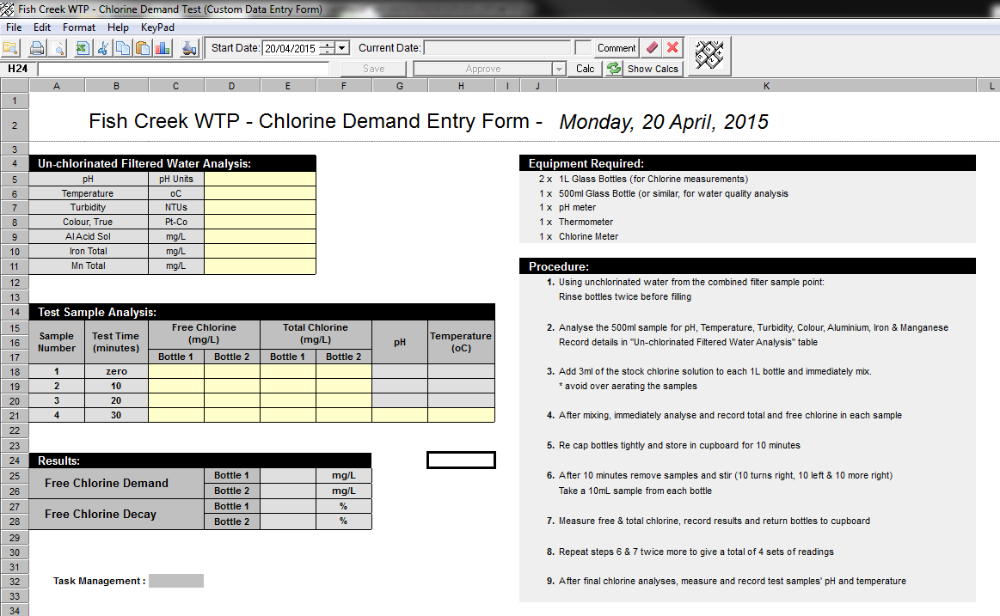 Fish Creek WTP - Chlorine Demand Test (Custom Data Entry Form)
File Edit Format Help KeyPad
Start Date: 20/04/2015 Current Date: Comment
H24 Save Approve Calc Show Calcs
A B C D E F G H I J K L
1
2 Fish Creek WTP - Chlorine Demand Entry Form - Monday, 20 April, 2015
3
4 Un-chlorinated Filtered Water Analysis: Equipment Required:
5 pH pH Units 2 x 1L Glass Bottles (for Chlorine measurements)
6 Temperature oC 1 x 500ml Glass Bottle (or similar, for water quality analysis
7 Turbidity NTUs 1 x pH meter
8 Colour, True Pt-Co 1 x Thermometer
9 Al Acid Sol mg/L 1 x Chlorine Meter
10 Iron Total mg/L
11 Mn Total mg/L Procedure:
12 1. Using unchlorinated water from the combined filter sample point:
13 Rinse bottles twice before filling
14 Test Sample Analysis:
15 Sample Number Test Time (minutes) Free Chlorine (mg/L) Total Chlorine (mg/L) pH Temperature (oC) 2. Analyse the 500ml sample for pH, Temperature, Turbidity, Colour, Aluminium, Iron & Manganese
16 Record details in "Un-chlorinated Filtered Water Analysis" table
17 Bottle 1 Bottle 2 Bottle 1 Bottle 2
18 1 zero 3. Add 3ml of the stock chlorine solution to each 1L bottle and immediately mix.
19 2 10 * avoid over aerating the samples
20 3 20
21 4 30 4. After mixing, immediately analyse and record total and free chlorine in each sample
22
23 5. Re cap bottles tightly and store in cupboard for 10 minutes
24 Results:
25 Free Chlorine Demand Bottle 1 mg/L 6. After 10 minutes remove samples and stir (10 turns right, 10 left & 10 more right)
26 Bottle 2 mg/L Take a 10mL sample from each bottle
27 Free Chlorine Decay Bottle 1 %
28 Bottle 2 % 7. Measure free & total chlorine, record results and return bottles to cupboard
29
30 8. Repeat steps 6 & 7 twice more to give a total of 4 sets of readings
31
32 Task Management : 9. After final chlorine analyses, measure and record test samples' pH and temperature
33
34